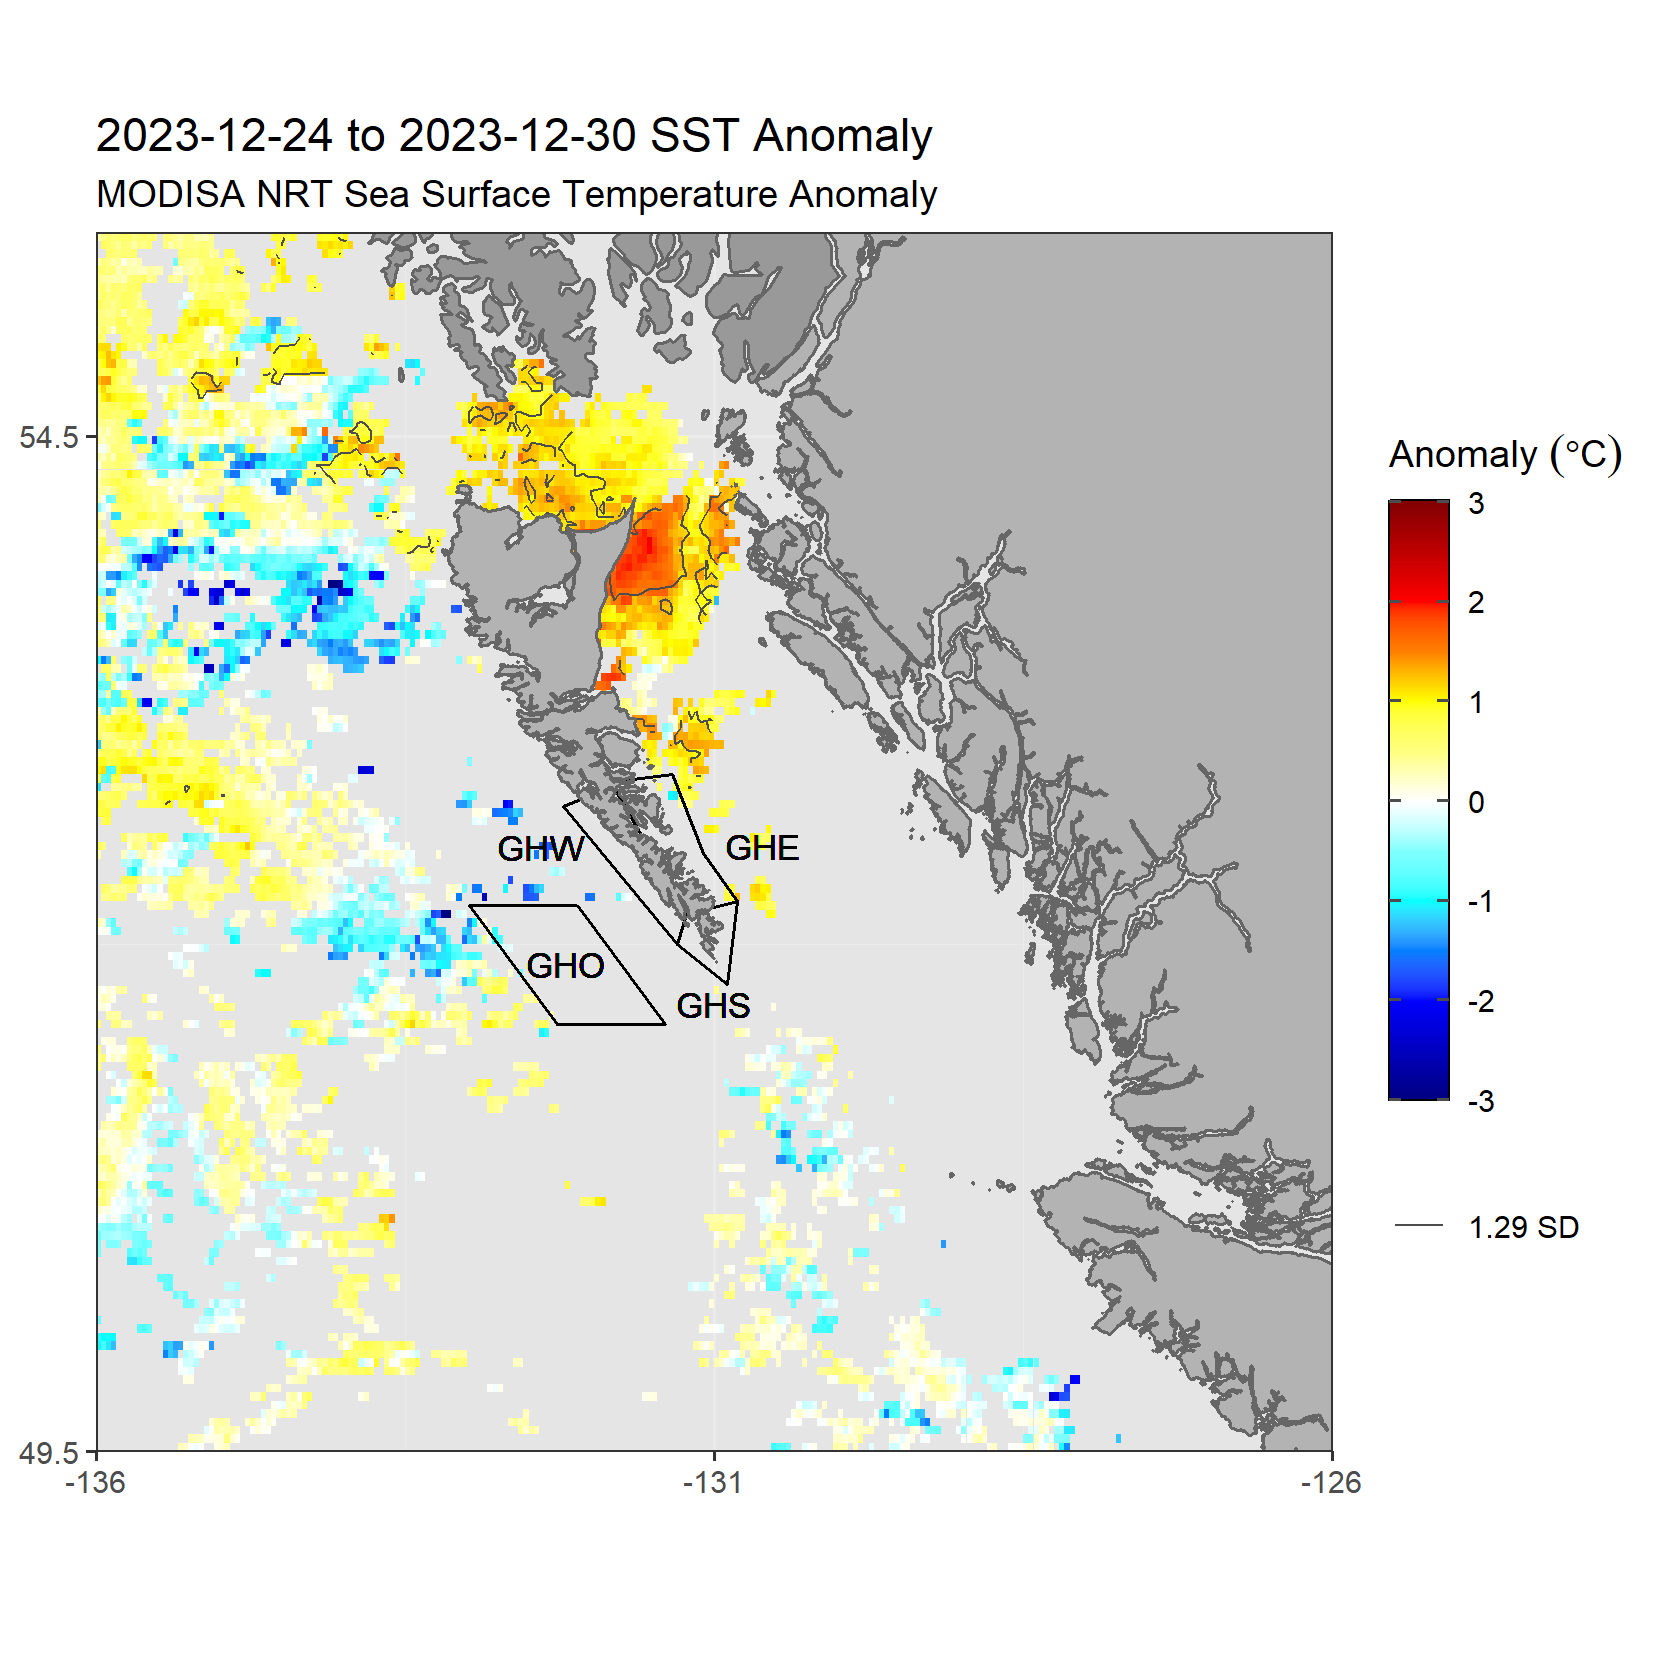 2023-12-24 to 2023-12-30 SST Anomaly
MODISA NRT Sea Surface Temperature Anomaly
54.5
49.5
-136
-131
-126
GHW
GHE
GHO
GHS
Anomaly (°C)
3
2
1
0
-1
-2
-3
1.29 SD